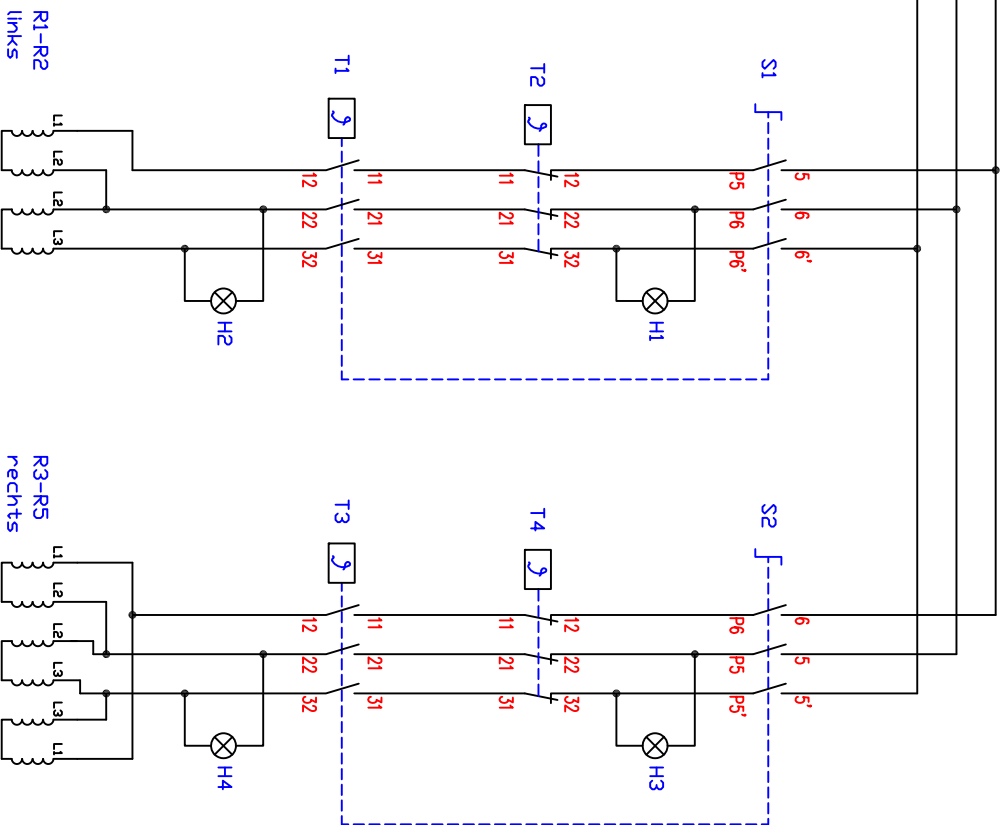 5 6 6' 6 5 5'
S1 S2
P5 P6 P6' P6 P5 P5'
H1 H3
12 22 32 12 22 32
T2 ϑ T4 ϑ
11 21 31 11 21 31
11 21 31 11 21 31
T1 ϑ T3 ϑ
12 22 32 12 22 32
H2 H4
L1 L2 L2 L3 L1 L2 L2 L3 L3 L1
R1-R2 R3-R5
links rechts